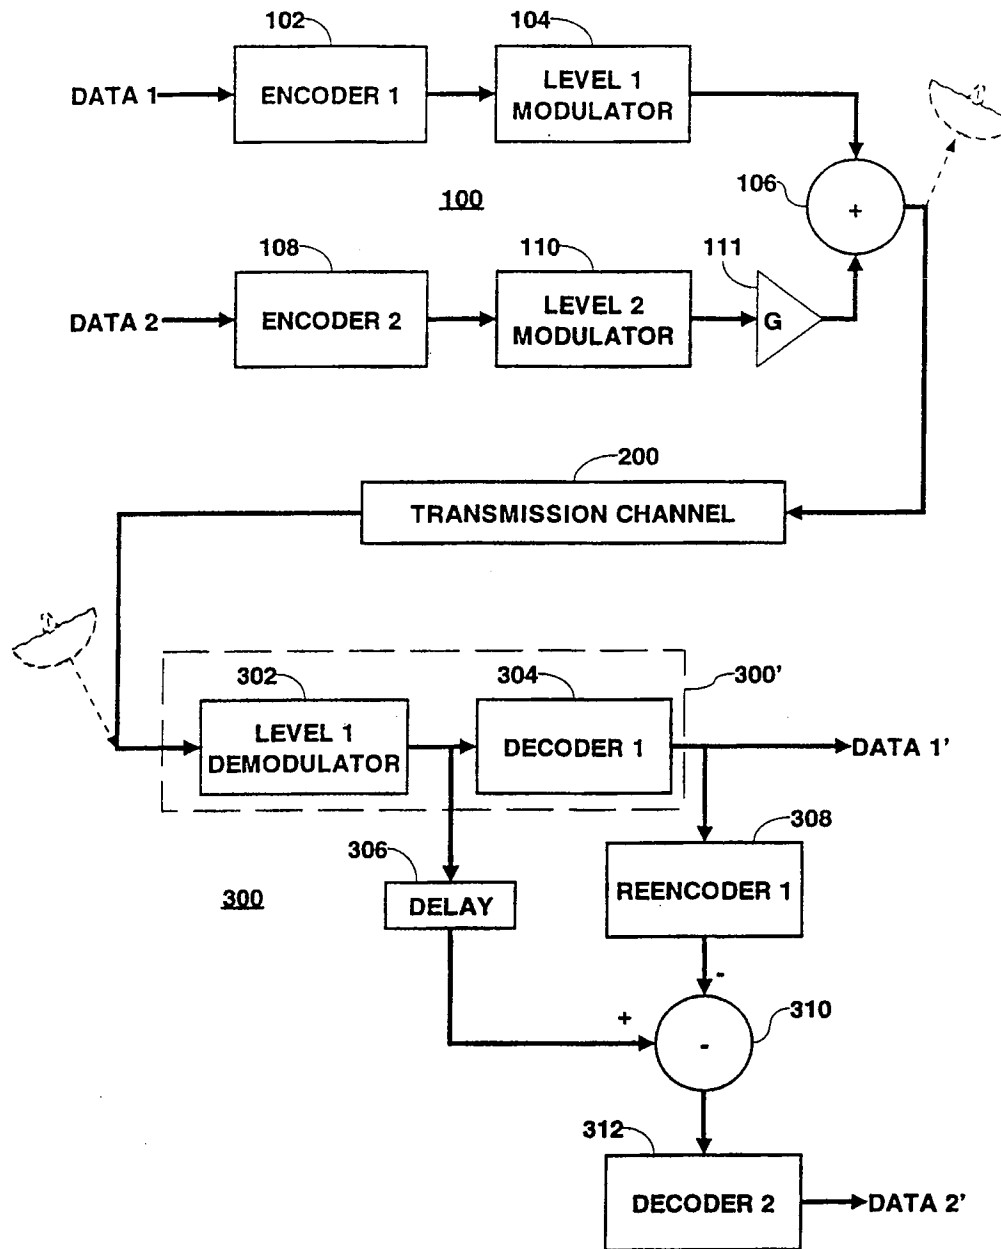 102
104
DATA 1
ENCODER 1
LEVEL 1
MODULATOR
106
+
100
108
110
111
DATA 2
ENCODER 2
LEVEL 2
MODULATOR
G
200
TRANSMISSION CHANNEL
302
304
300'
LEVEL 1
DEMODULATOR
DECODER 1
DATA 1'
306
308
300
DELAY
REENCODER 1
-
+
310
-
312
DECODER 2
DATA 2'